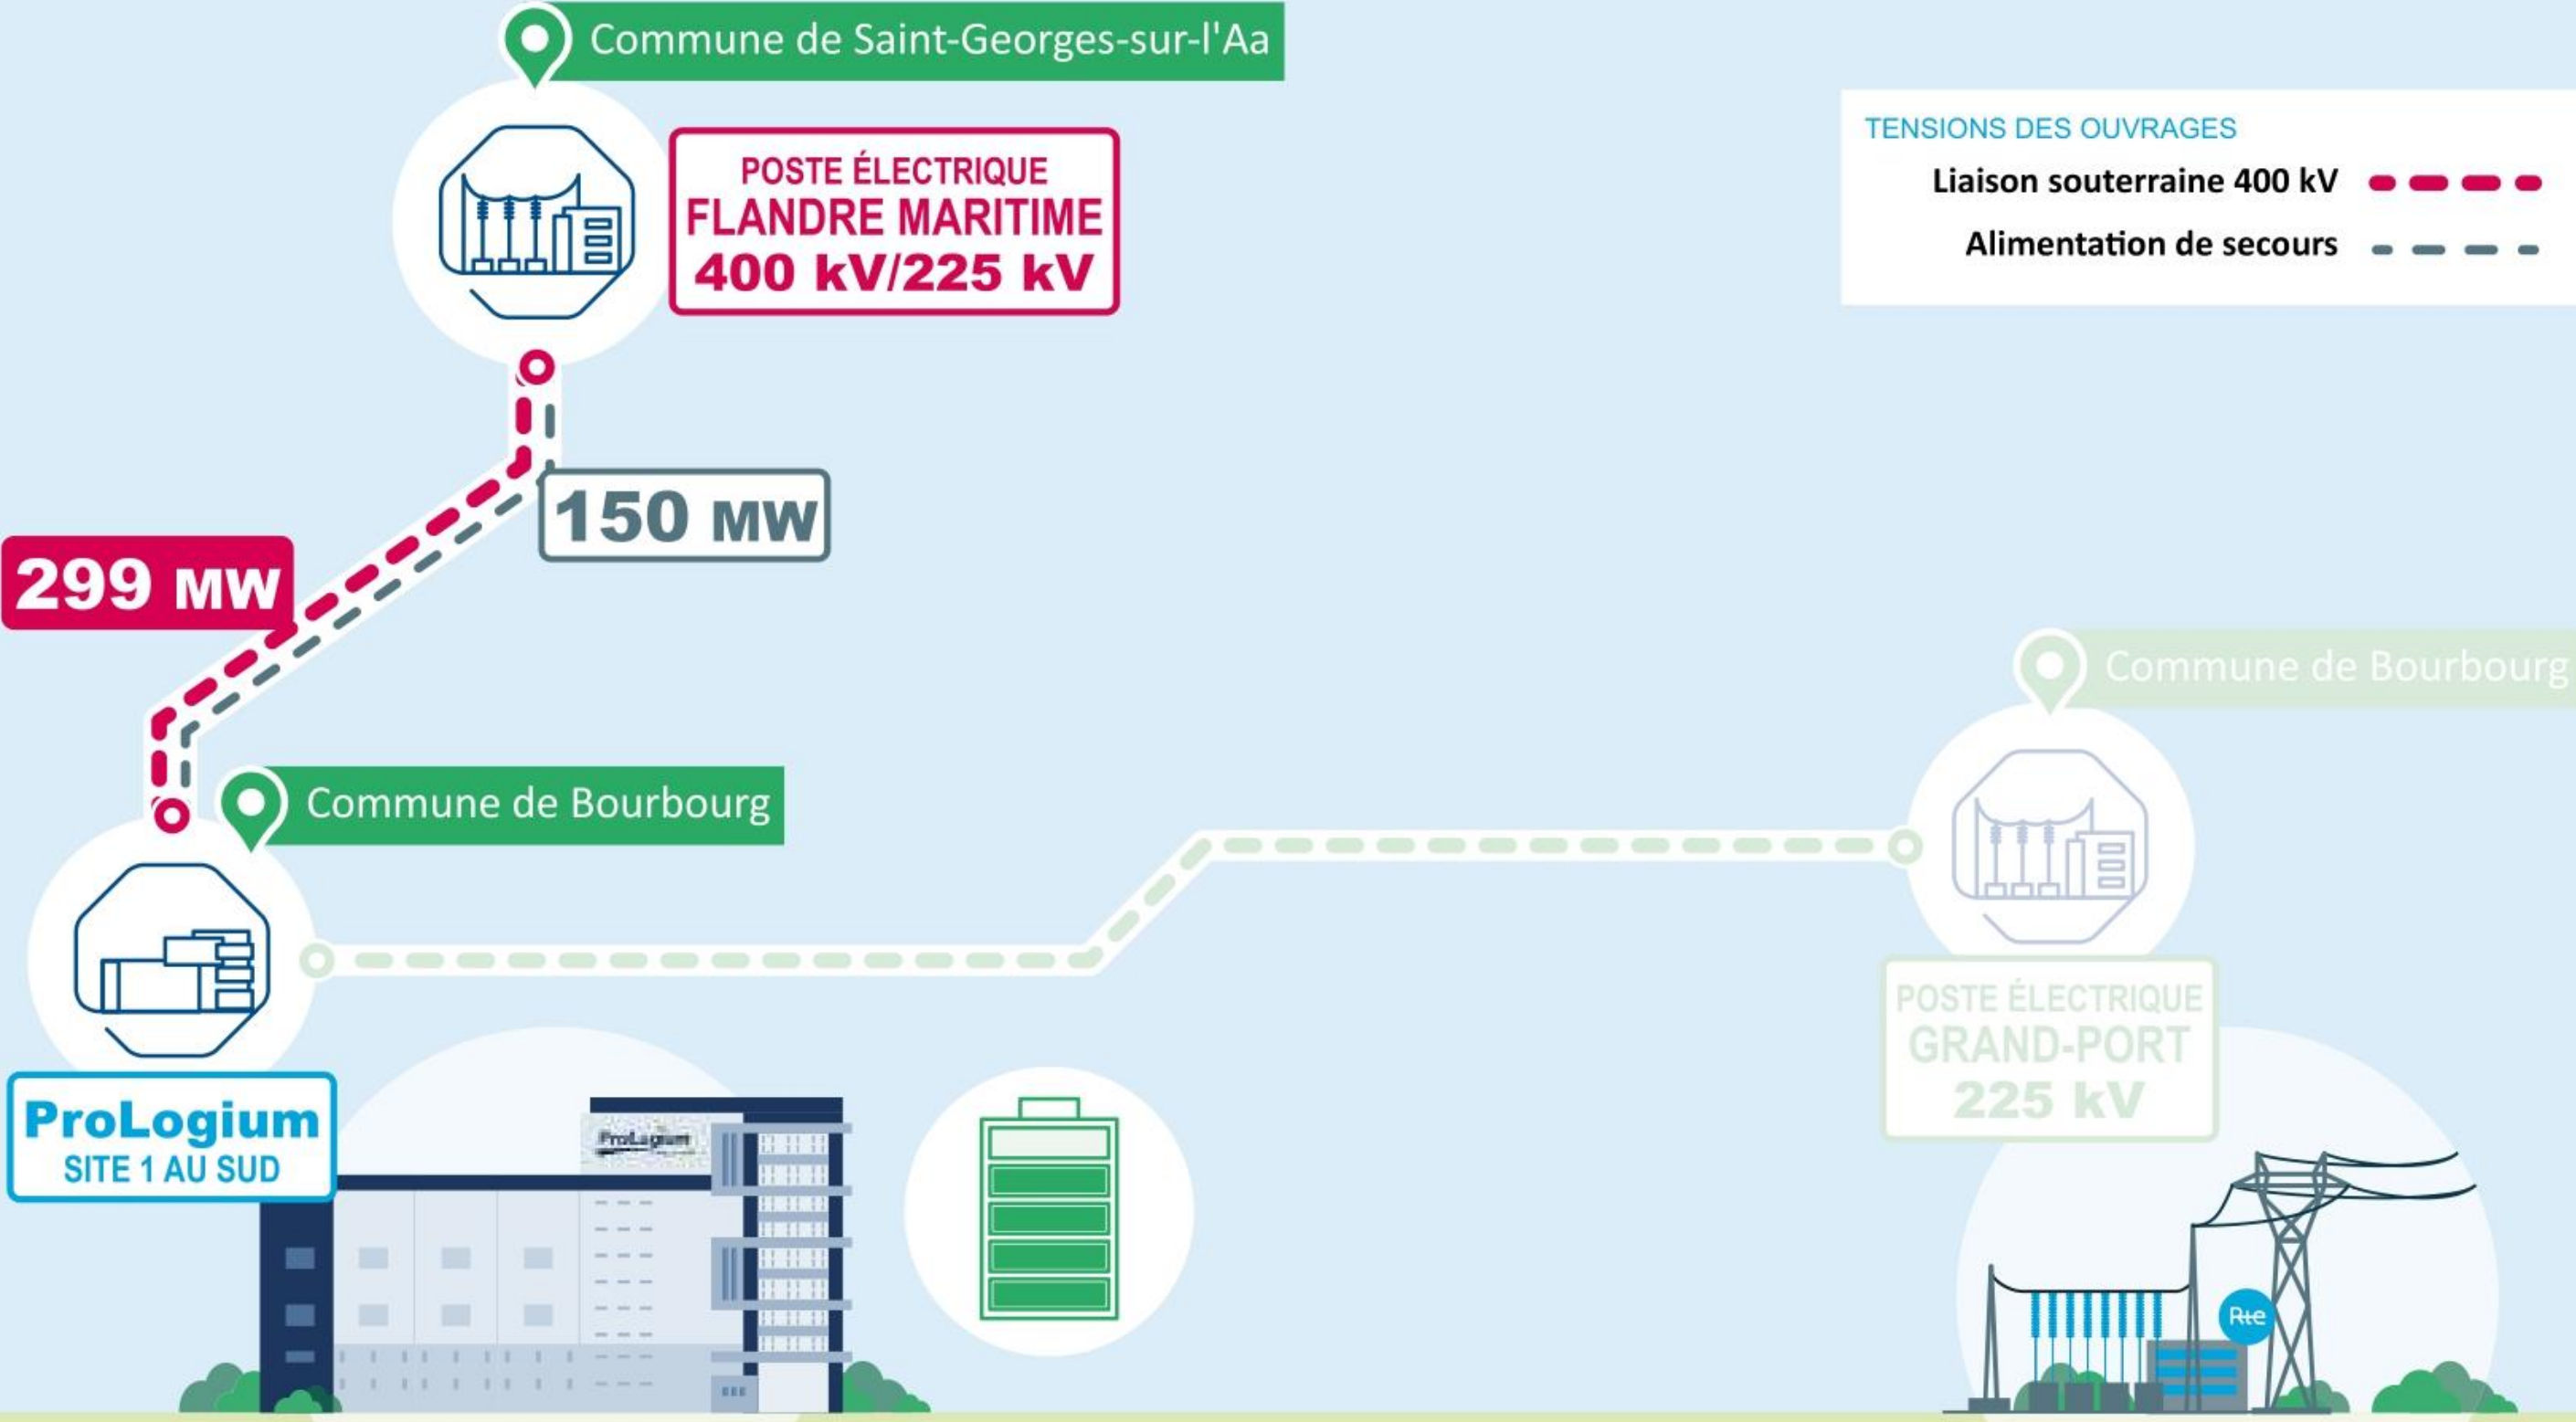 Commune de Saint-Georges-sur-l'Aa
POSTE ÉLECTRIQUE
FLANDRE MARITIME
400 kV/225 kV
TENSIONS DES OUVRAGES
Liaison souterraine 400 kV
Alimentation de secours
150 MW
299 MW
Commune de Bourbourg
Commune de Bourbourg
POSTE ÉLECTRIQUE
GRAND-PORT
225 kV
ProLogium
SITE 1 AU SUD
ProLogium
Rte